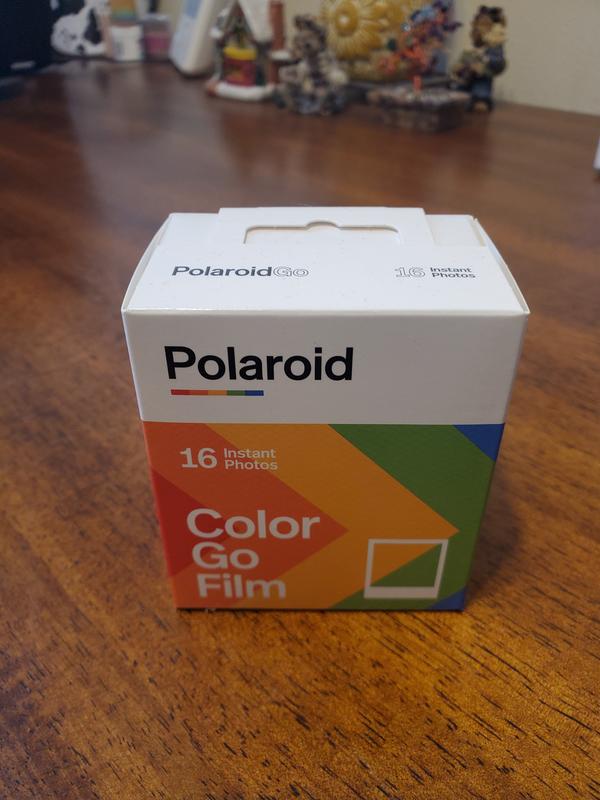 PolaroidGo
16 Instant
Photos
Polaroid
16 Instant
Photos
Color
Go
Film